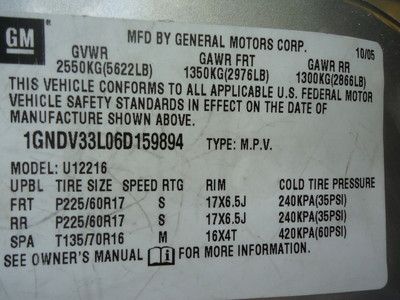 GM
MFD BY GENERAL MOTORS CORP.
10/05
GVWR GAWR FRT GAWR RR
2550KG(5622LB) 1350KG(2976LB) 1300KG(2866LB)
THIS VEHICLE CONFORMS TO ALL APPLICABLE U.S. FEDERAL MOTOR
VEHICLE SAFETY STANDARDS IN EFFECT ON THE DATE OF
MANUFACTURE SHOWN ABOVE.
1GNDV33L06D159894 TYPE: M.P.V.
MODEL: U12216
UPBL TIRE SIZE SPEED RTG RIM COLD TIRE PRESSURE
FRT P225/60R17 S 17X6.5J 240KPA(35PSI)
RR P225/60R17 S 17X6.5J 240KPA(35PSI)
SPA T135/70R16 M 16X4T 420KPA(60PSI)
SEE OWNER'S MANUAL i FOR MORE INFORMATION.